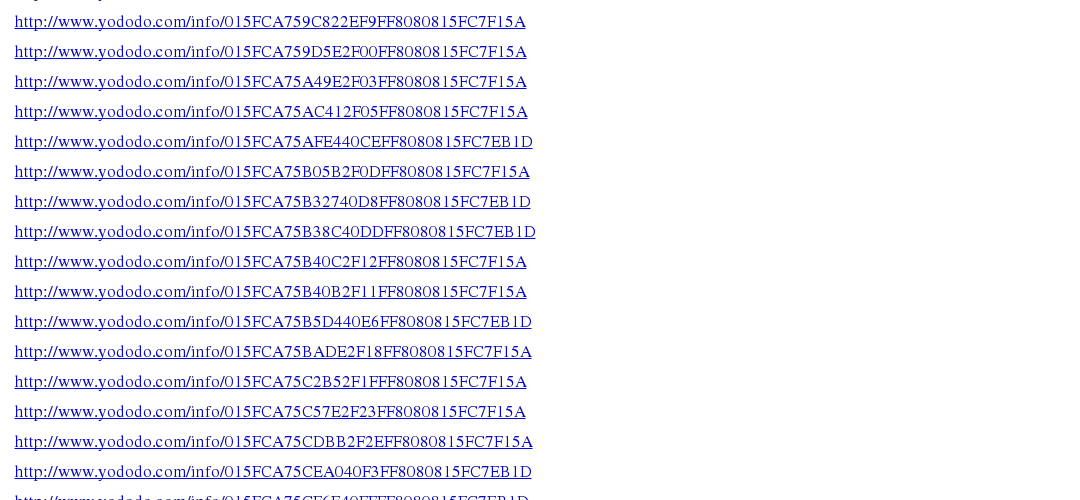 http://www.yododo.com/info/015FCA759C822EF9FF8080815FC7F15A
http://www.yododo.com/info/015FCA759D5E2F00FF8080815FC7F15A
http://www.yododo.com/info/015FCA75A49E2F03FF8080815FC7F15A
http://www.yododo.com/info/015FCA75AC412F05FF8080815FC7F15A
http://www.yododo.com/info/015FCA75AFE440CEFF8080815FC7EB1D
http://www.yododo.com/info/015FCA75B05B2F0DFF8080815FC7F15A
http://www.yododo.com/info/015FCA75B32740D8FF8080815FC7EB1D
http://www.yododo.com/info/015FCA75B38C40DDFF8080815FC7EB1D
http://www.yododo.com/info/015FCA75B40C2F12FF8080815FC7F15A
http://www.yododo.com/info/015FCA75B40B2F11FF8080815FC7F15A
http://www.yododo.com/info/015FCA75B5D440E6FF8080815FC7EB1D
http://www.yododo.com/info/015FCA75BADE2F18FF8080815FC7F15A
http://www.yododo.com/info/015FCA75C2B52F1FFF8080815FC7F15A
http://www.yododo.com/info/015FCA75C57E2F23FF8080815FC7F15A
http://www.yododo.com/info/015FCA75CDBB2F2EFF8080815FC7F15A
http://www.yododo.com/info/015FCA75CEA040F3FF8080815FC7EB1D